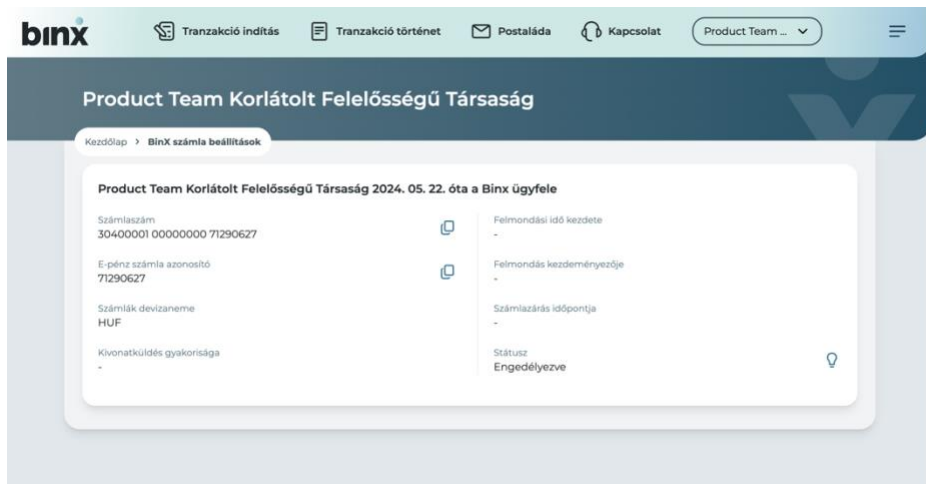 binx
Tranzakció indítás
Tranzakció történet
Postaláda
Kapcsolat
Product Team ...
Product Team Korlátolt Felelősségű Társaság
Kezdőlap > BinX számla beállítások
Product Team Korlátolt Felelősségű Társaság 2024. 05. 22. óta a Binx ügyfele
Számlaszám
30400001 00000000 71290627
E-pénz számla azonosító
71290627
Számlák devizaneme
HUF
Kivonatküldés gyakorisága
-
Felmondási idő kezdete
-
Felmondás kezdeményezője
-
Számlazárás időpontja
-
Státusz
Engedélyezve